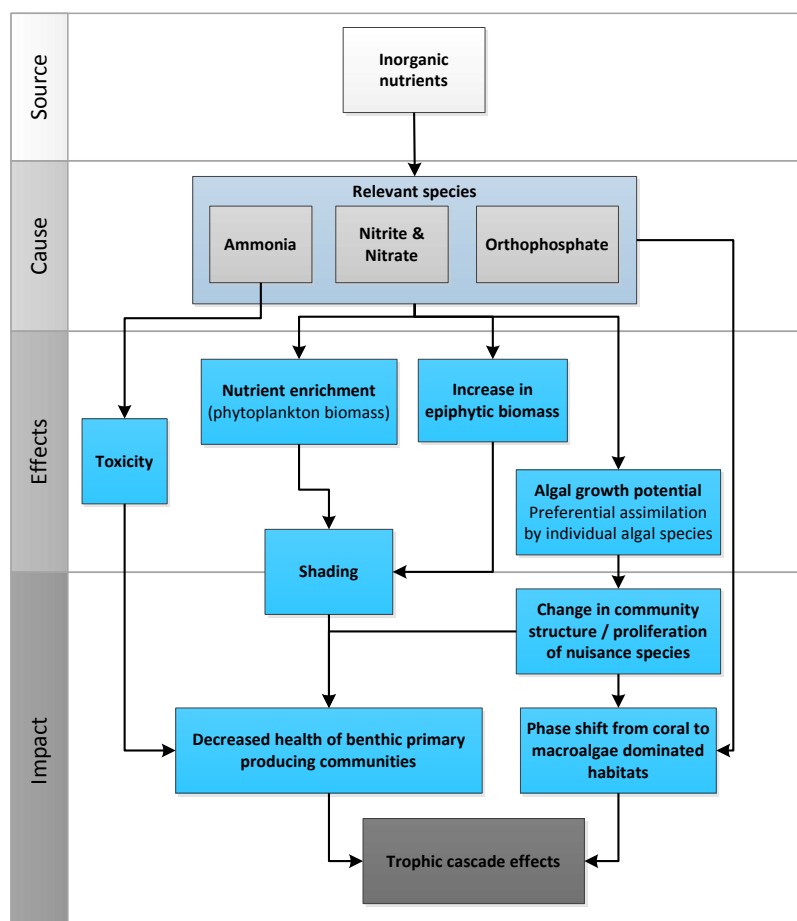 Source
Inorganic
nutrients
Cause
Relevant species
Ammonia
Nitrite &
Nitrate
Orthophosphate
Effects
Nutrient enrichment
(phytoplankton biomass)
Increase in
epiphytic biomass
Toxicity
Algal growth potential
Preferential assimilation
by individual algal species
Shading
Impact
Change in community
structure / proliferation
of nuisance species
Decreased health of benthic primary
producing communities
Phase shift from coral to
macroalgae dominated
habitats
Trophic cascade effects